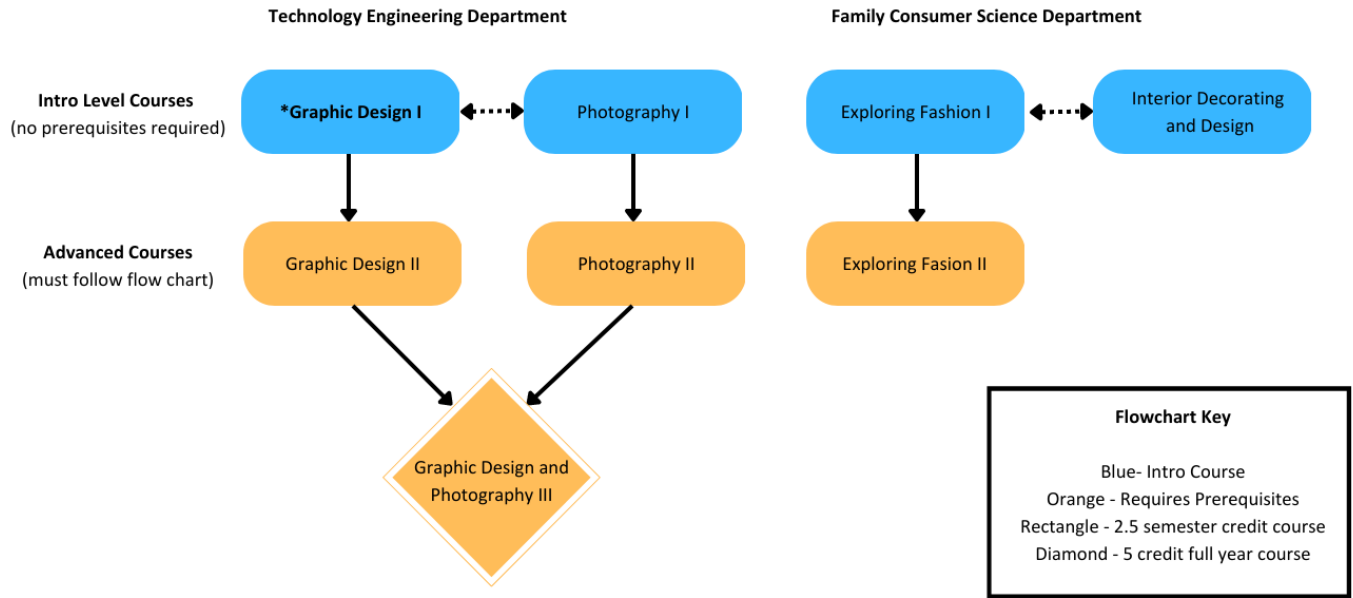 Technology Engineering Department
Family Consumer Science Department
Intro Level Courses
(no prerequisites required)
*Graphic Design I
Photography I
Exploring Fashion I
Interior Decorating
and Design
Advanced Courses
(must follow flow chart)
Graphic Design II
Photography II
Exploring Fasion II
Graphic Design and
Photography III
Flowchart Key
Blue- Intro Course
Orange - Requires Prerequisites
Rectangle - 2.5 semester credit course
Diamond - 5 credit full year course